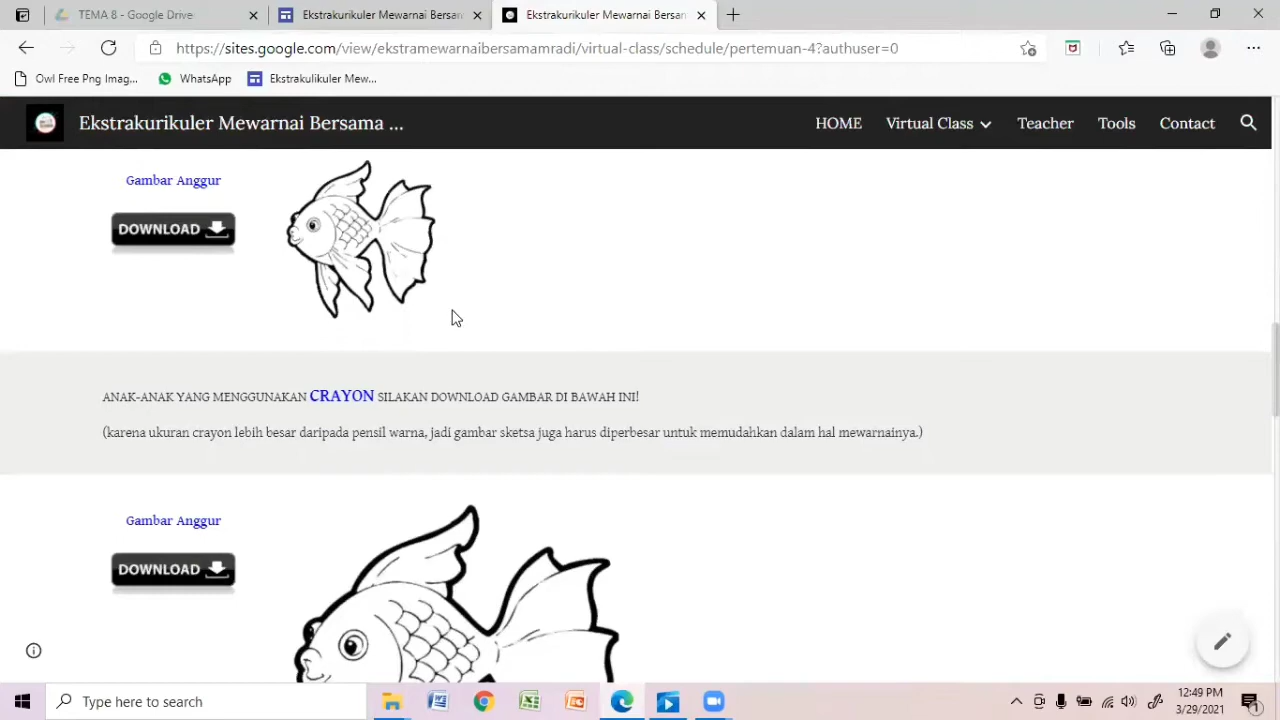 TEMA 8 - Google Drive
Ekstrakurikuler Mewarnai Bersam
Ekstrakurikuler Mewarnai Bersam
https://sites.google.com/view/ekstramewarnaibersamamradi/virtual-class/schedule/pertemuan-4?authuser=0
Owl Free Png Imag...
WhatsApp
Ekstrakulikuler Mew...
Ekstrakurikuler Mewarnai Bersama ...
HOME
Virtual Class
Teacher
Tools
Contact
Gambar Anggur
DOWNLOAD
ANAK-ANAK YANG MENGGUNAKAN CRAYON SILAKAN DOWNLOAD GAMBAR DI BAWAH INI!
(karena ukuran crayon lebih besar daripada pensil warna, jadi gambar sketsa juga harus diperbesar untuk memudahkan dalam hal mewarnainya.)
Gambar Anggur
DOWNLOAD
Type here to search
12:49 PM
3/29/2021